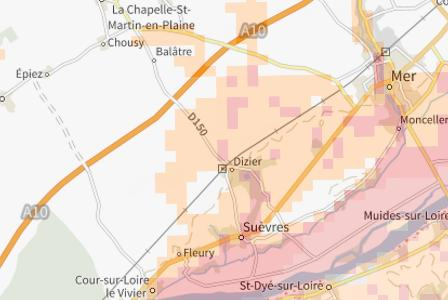 La Chapelle-St-
Martin-en-Plaine
Chousy
Balâtre
A10
Épiez
Mer
D150
Dizier
Suèvres
Muides-sur-Loire
A10
Fleury
Cour-sur-Loire
le Vivier
St-Dyé-sur-Loire